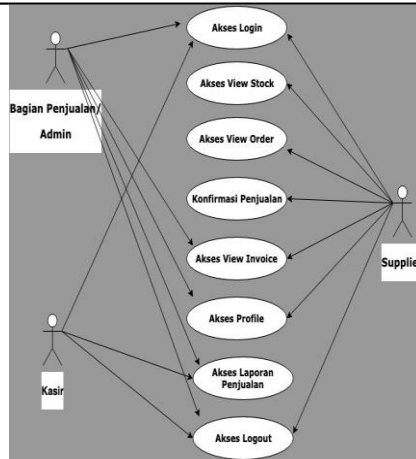 Akses Login
Akses View Stock
Bagian Penjualan/
Admin
Akses View Order
Konfirmasi Penjualan
Akses View Invoice
Supplie
Akses Profile
Akses Laporan
Penjualan
Kasir
Akses Logout